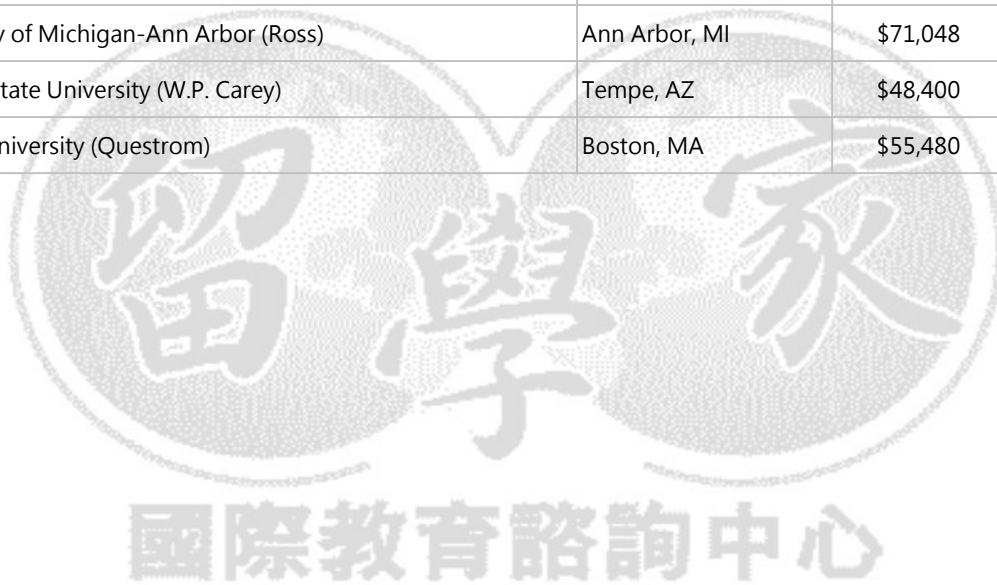 y of Michigan-Ann Arbor (Ross) Ann Arbor, MI $71,048
tate University (W.P. Carey) Tempe, AZ $48,400
niversity (Questrom) Boston, MA $55,480
留學家
國際教育諮詢中心